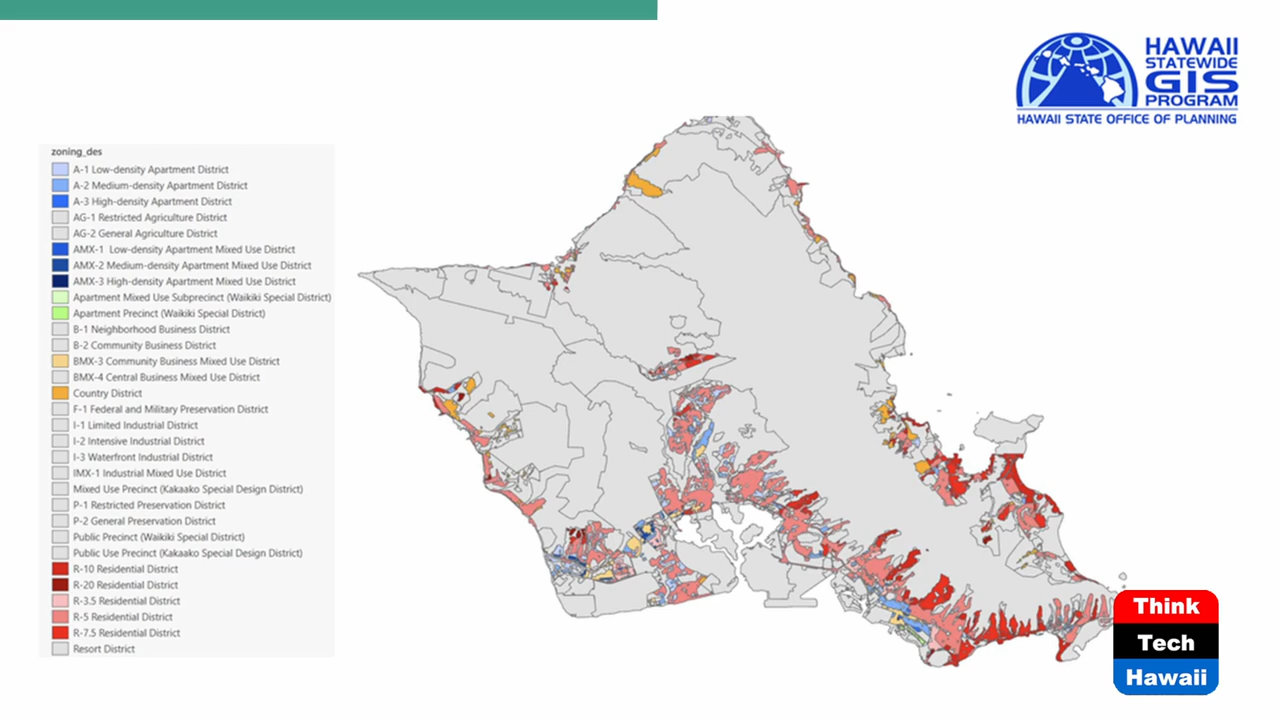 HAWAII
STATEWIDE
GIS
PROGRAM
HAWAII STATE OFFICE OF PLANNING
zoning_des
A-1 Low-density Apartment District
A-2 Medium-density Apartment District
A-3 High-density Apartment District
AG-1 Restricted Agriculture District
AG-2 General Agriculture District
AMX-1 Low-density Apartment Mixed Use District
AMX-2 Medium-density Apartment Mixed Use District
AMX-3 High-density Apartment Mixed Use District
Apartment Mixed Use Subprecinct (Waikiki Special District)
Apartment Precinct (Waikiki Special District)
B-1 Neighborhood Business District
B-2 Community Business District
BMX-3 Community Business Mixed Use District
BMX-4 Central Business Mixed Use District
Country District
F-1 Federal and Military Preservation District
I-1 Limited Industrial District
I-2 Intensive Industrial District
I-3 Waterfront Industrial District
IMX-1 Industrial Mixed Use District
Mixed Use Precinct (Kakaako Special Design District)
P-1 Restricted Preservation District
P-2 General Preservation District
Public Precinct (Waikiki Special District)
Public Use Precinct (Kakaako Special Design District)
R-10 Residential District
R-20 Residential District
R-3.5 Residential District
R-5 Residential District
R-7.5 Residential District
Resort District
Think
Tech
Hawaii